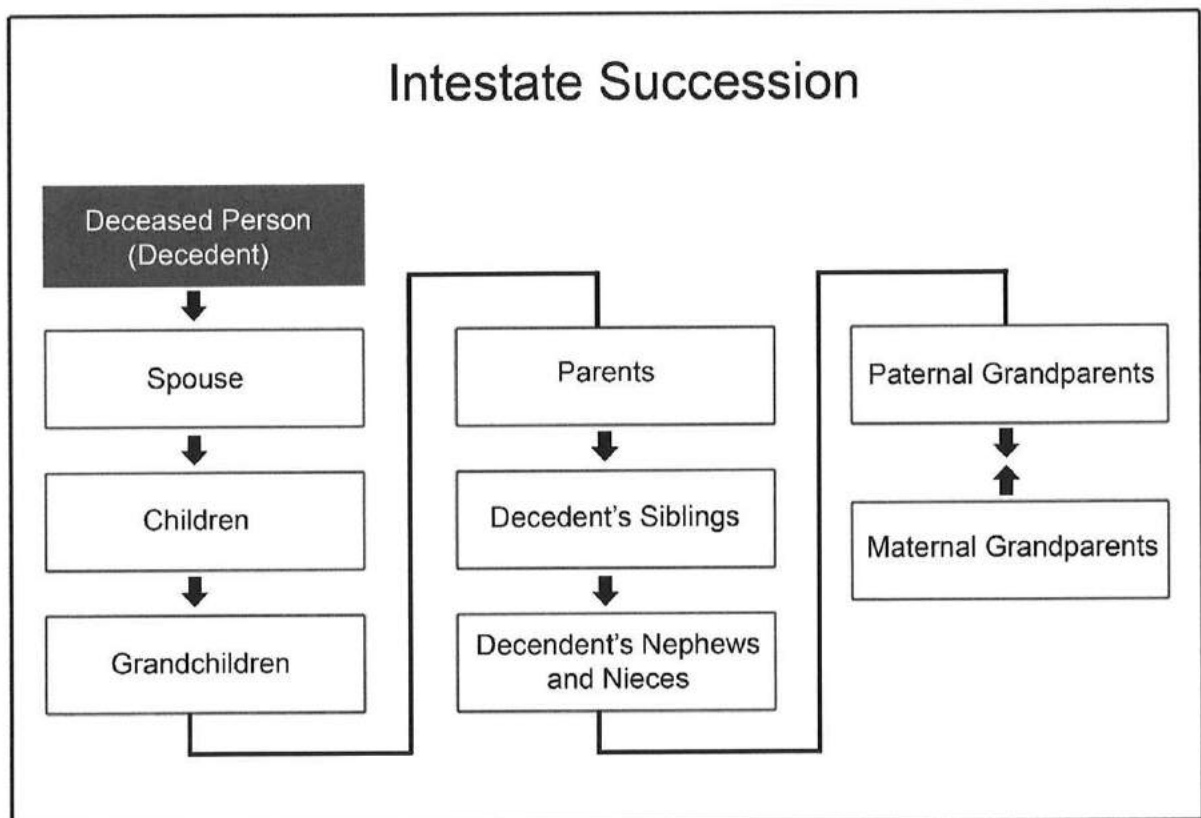 Intestate Succession
Deceased Person
(Decedent)
Spouse
Children
Grandchildren
Parents
Decedent's Siblings
Decendent's Nephews
and Nieces
Paternal Grandparents
Maternal Grandparents